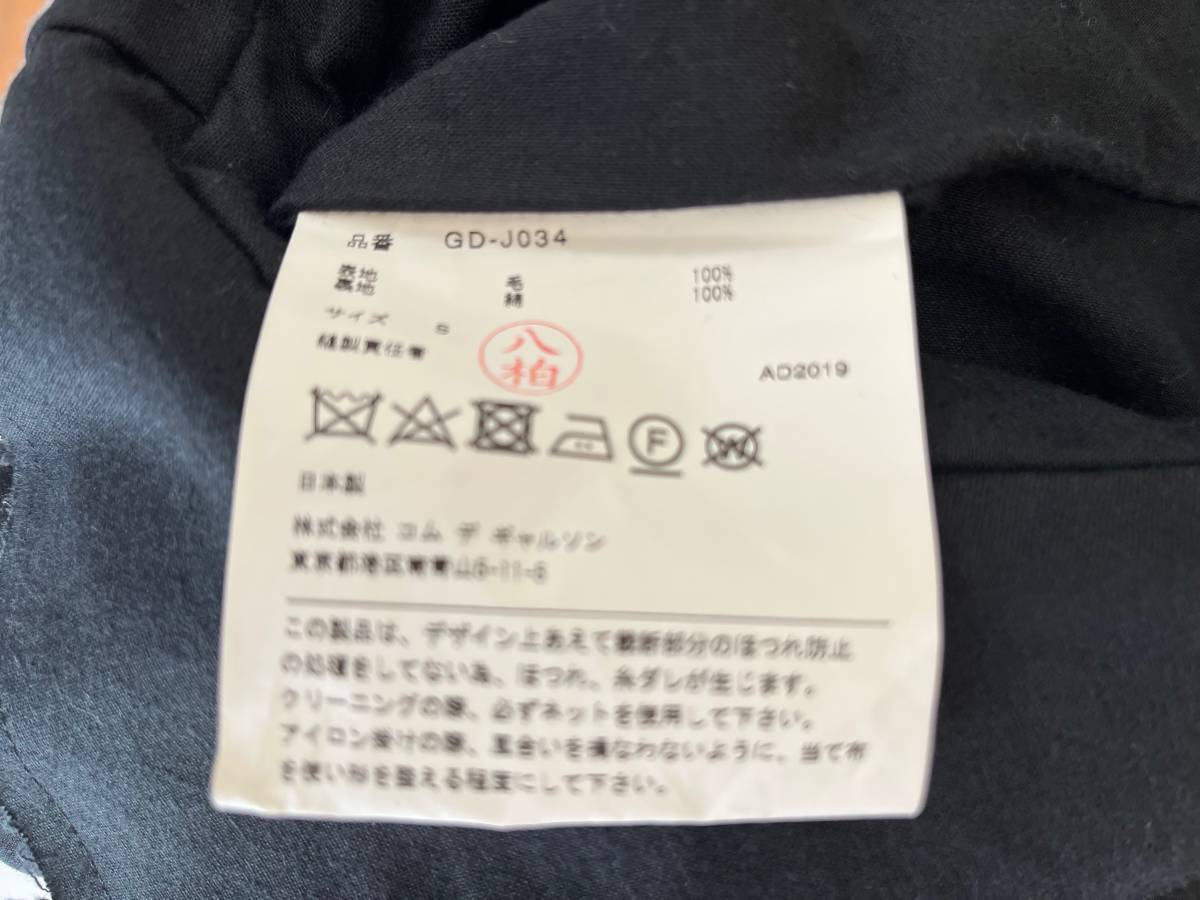 品番 GD-J034
表地 毛 100%
裏地 綿 100%
サイズ S
縫製責任者 八柏
AD2019
F
W
日本製
株式会社 コム デ ギャルソン
東京都港区南青山5-11-5
この製品は、デザイン上あえて裁断部分のほつれ防止
の処理をしてない為、ほつれ、糸ダレが生じます。
クリーニングの際、必ずネットを使用して下さい。
アイロン掛けの際、風合いを損なわないように、当て布
を使い形を整える程度にして下さい。